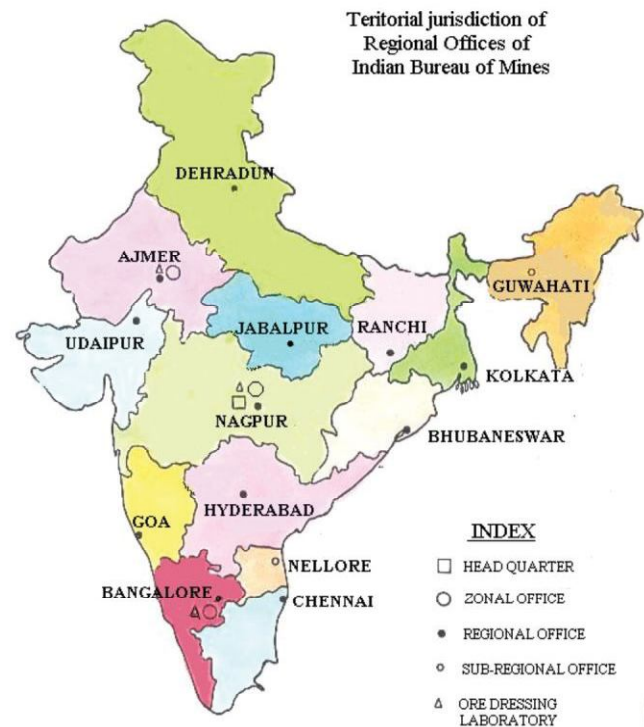 Teritorial jurisdiction of
Regional Offices of
Indian Bureau of Mines
DEHRADUN
AJMER
GUWAHATI
UDAIPUR
JABALPUR
RANCHI
KOLKATA
NAGPUR
BHUBANESWAR
HYDERABAD
GOA
NELLORE
BANGALORE
CHENNAI
INDEX
HEAD QUARTER
ZONAL OFFICE
REGIONAL OFFICE
SUB-REGIONAL OFFICE
ORE DRESSING
LABORATORY